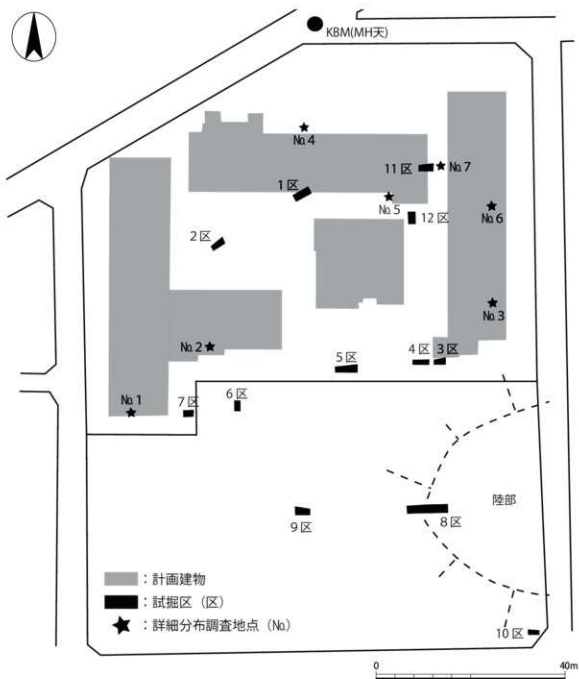 KBM(MH天)
No.4
11区
No.7
1区
No.5
12区
No.6
2区
No.3
No.2
5区
4区
3区
No.1
7区
6区
陸部
9区
8区
：計画建物
：試掘区（区）
：詳細分布調査地点（No.）
10区
0
40m